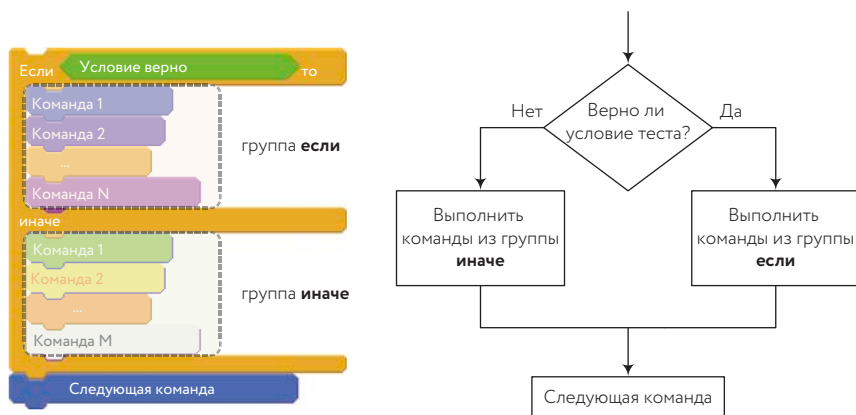 Если Условие верно то
Команда 1
Команда 2
...
Команда N
группа если
иначе
Команда 1
Команда 2
...
Команда M
группа иначе
Следующая команда
Верно ли
условие теста?
Нет
Да
Выполнить
команды из группы
иначе
Выполнить
команды из группы
если
Следующая команда